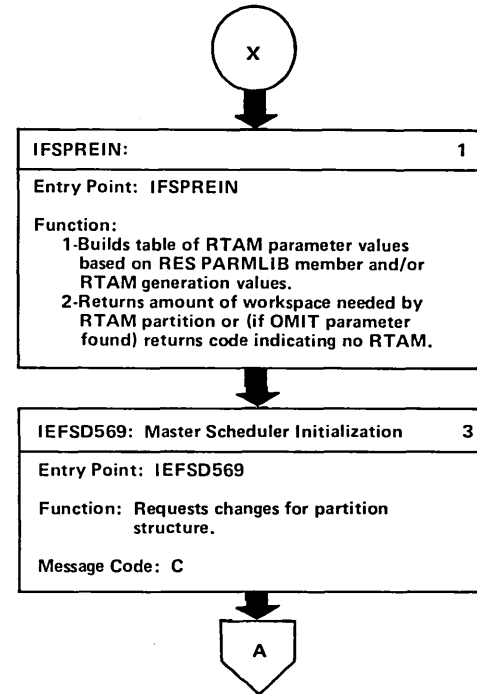 X
IFSPREIN: 1
Entry Point: IFSPREIN
Function:
1-Builds table of RTAM parameter values
based on RES PARMLIB member and/or
RTAM generation values.
2-Returns amount of workspace needed by
RTAM partition or (if OMIT parameter
found) returns code indicating no RTAM.
IEFSD569: Master Scheduler Initialization 3
Entry Point: IEFSD569
Function: Requests changes for partition
structure.
Message Code: C
A